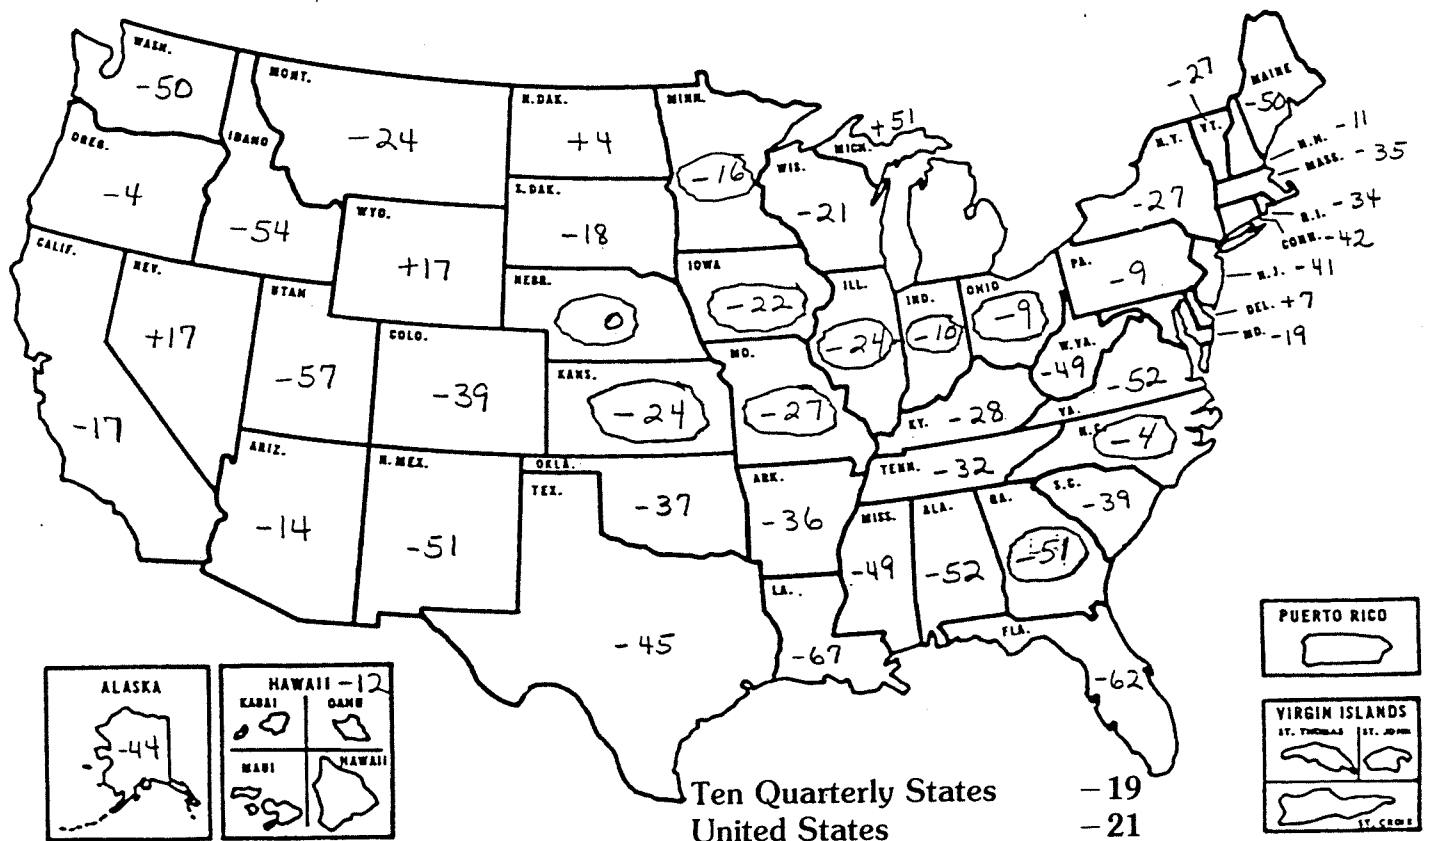 WASH.
-50
MONT.
-24
N.DAK.
+4
MINN.
-16
+51
MICH.
-27
MAINE
-50
OREG.
-4
IDAHO
-54
S.DAK.
-18
WIS.
-21
N.Y.
-27
VT.
N.H. -11
MASS. -35
R.I. -34
CONN. -42
N.J. -41
DEL. +7
MD. -19
WYO.
+17
CALIF.
-17
NEV.
+17
UTAH
-57
COLO.
-39
NEBR.
0
IOWA
-22
ILL.
-24
IND.
-10
OHIO
-9
PA.
-9
W.VA.
-49
-52
VA.
KANS.
-24
MO.
-27
KY. -28
N.C.
-4
TENN. -32
ARIZ.
-14
N.MEX.
-51
OKLA.
-37
TEX.
-45
ARK.
-36
S.C.
-39
MISS.
-49
ALA.
-52
GA.
-51
LA.
-67
FLA.
-62
ALASKA
-44
HAWAII -12
KAUAI OAHU
MAUI HAWAII
PUERTO RICO
VIRGIN ISLANDS
ST. THOMAS ST. JOHN
ST. CROIX
Ten Quarterly States -19
United States -21